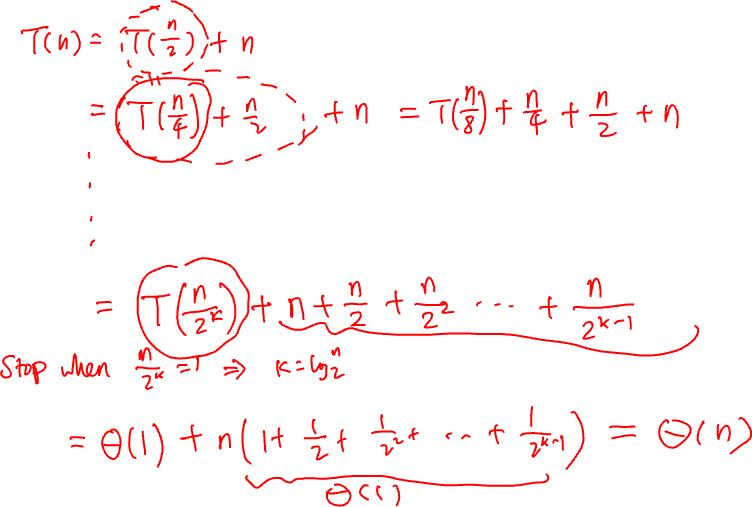 T(n) = T(n/2) + n
= T(n/4) + n/2 + n = T(n/8) + n/4 + n/2 + n
= T(n/2^k) + n + n/2 + n/2^2 ... + n/2^(k-1)
Stop when n/2^k = 1 ⇒ k = log_2 n
= Θ(1) + n(1 + 1/2 + 1/2^2 + ... + 1/2^(k-1)) = Θ(n)
Θ(1)